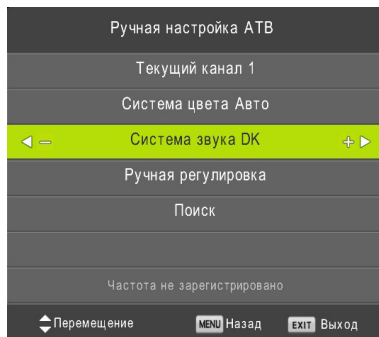 Ручная настройка АТВ
Текущий канал 1
Система цвета Авто
− Система звука DK +
Ручная регулировка
Поиск
Частота не зарегистрировано
Перемещение MENU Назад EXIT Выход